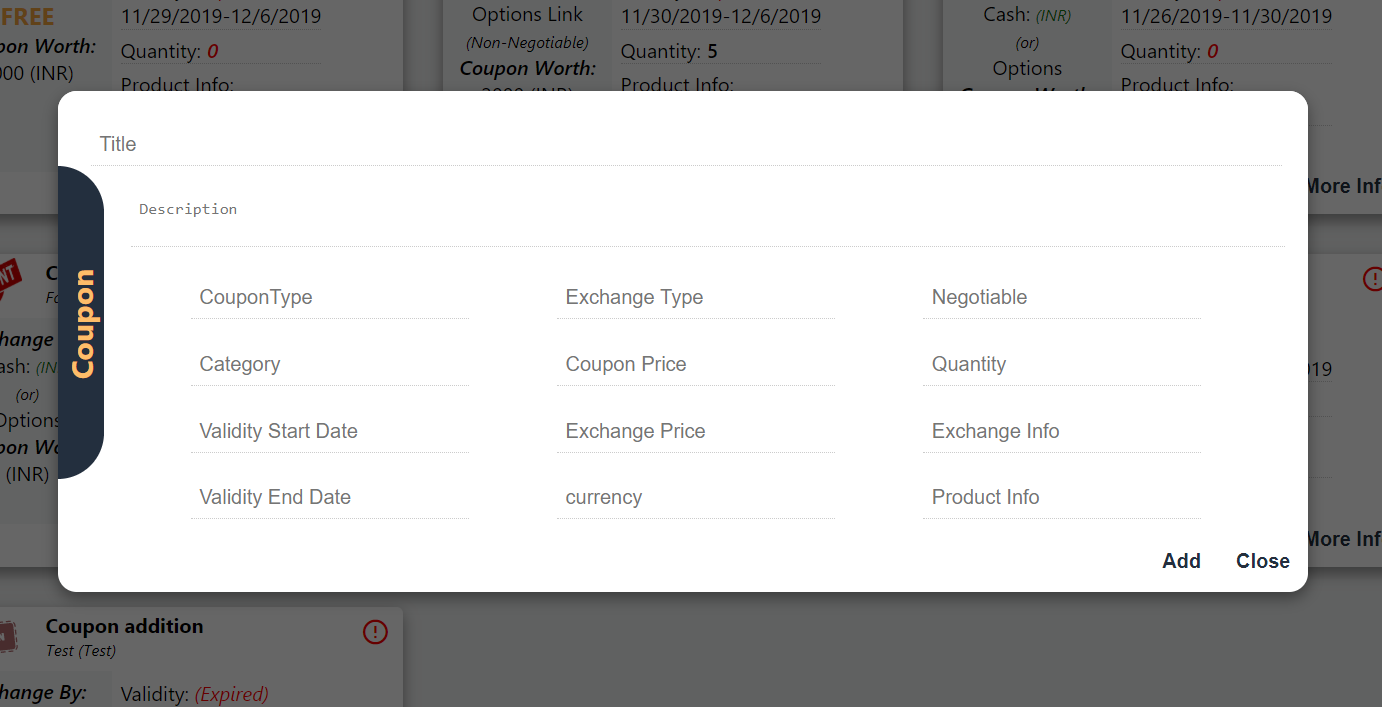 FREE
11/29/2019-12/6/2019
Options Link
11/30/2019-12/6/2019
Cash: (INR)
11/26/2019-11/30/2019
pon Worth:
Quantity: 0
(Non-Negotiable)
Quantity: 5
(or)
Quantity: 0
000 (INR)
Coupon Worth:
Options
Product Info:
Product Info:
Product Info:
Title
More Inf
Description
Coupon
CouponType
Exchange Type
Negotiable
hange
Category
Coupon Price
Quantity
ash: (IN
019
(or)
Options
Validity Start Date
Exchange Price
Exchange Info
pon Wo
(INR)
Validity End Date
currency
Product Info
More Inf
Add
Close
Coupon addition
Test (Test)
hange By:
Validity: (Expired)